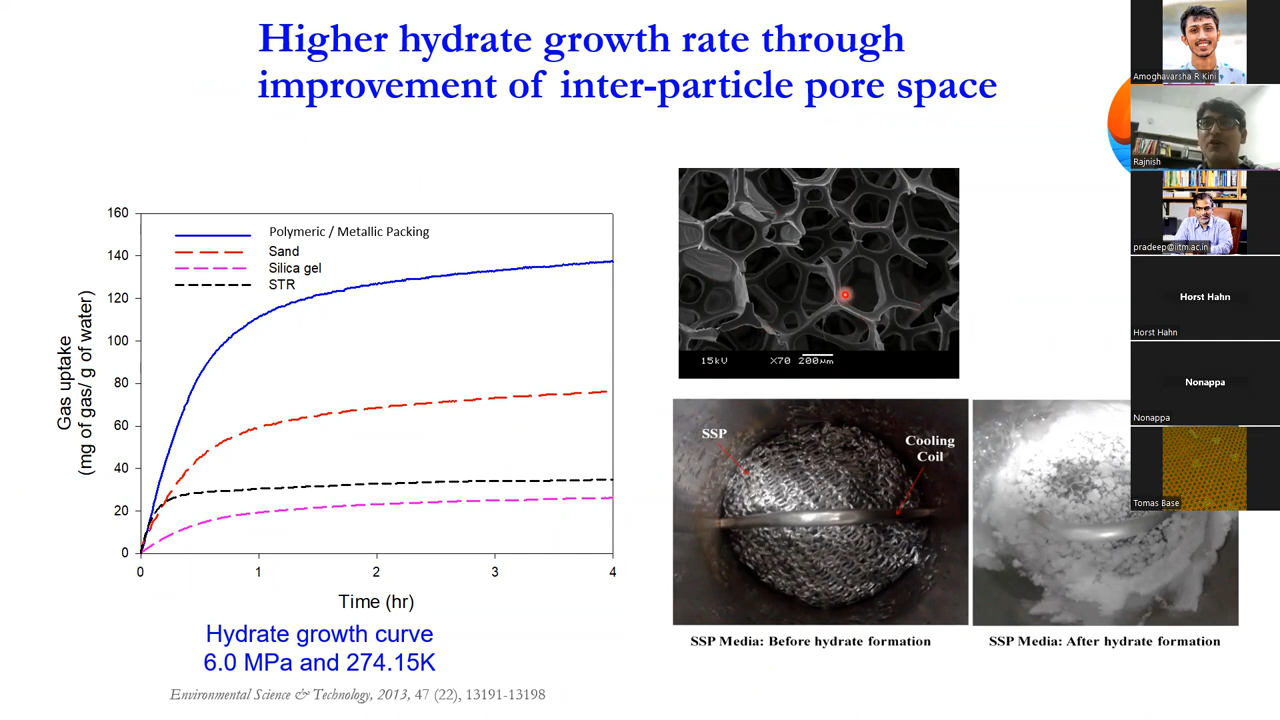 Higher hydrate growth rate through
improvement of inter-particle pore space
160
140
120
100
80
60
40
20
0
0
1
2
3
4
Gas uptake
(mg of gas/ g of water)
Time (hr)
Polymeric / Metallic Packing
Sand
Silica gel
STR
Hydrate growth curve
6.0 MPa and 274.15K
Environmental Science & Technology, 2013, 47 (22), 13191-13198
15kV X70 200µm
SSP
Cooling
Coil
SSP Media: Before hydrate formation
SSP Media: After hydrate formation
Amoghavarsha R Kini
Rajnish
pradeep@iitm.ac.in
Horst Hahn
Horst Hahn
Nonappa
Nonappa
Tomas Base